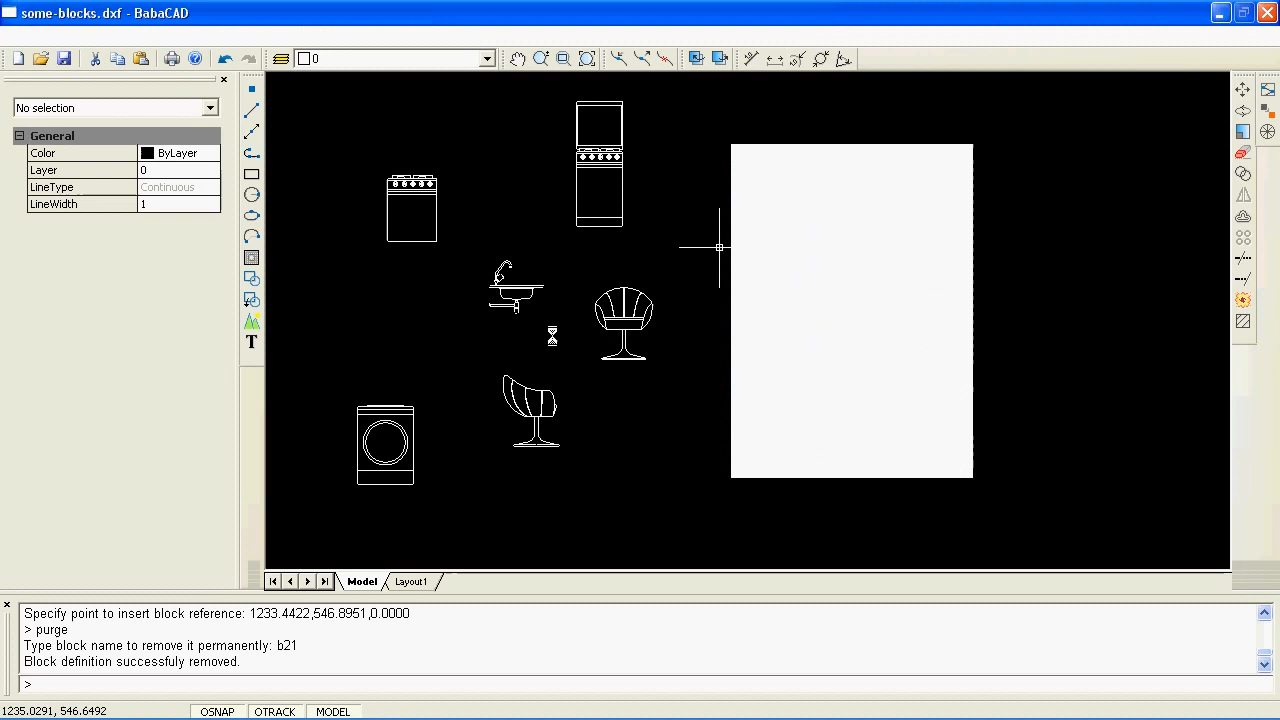 some-blocks.dxf - BabaCAD
0
No selection
General
Color ByLayer
Layer 0
LineType Continuous
LineWidth 1
T
Model Layout1
Specify point to insert block reference: 1233.4422,546.8951,0.0000
> purge
Type block name to remove it permanently: b21
Block definition successfuly removed.
>
1235.0291, 546.6492 OSNAP OTRACK MODEL